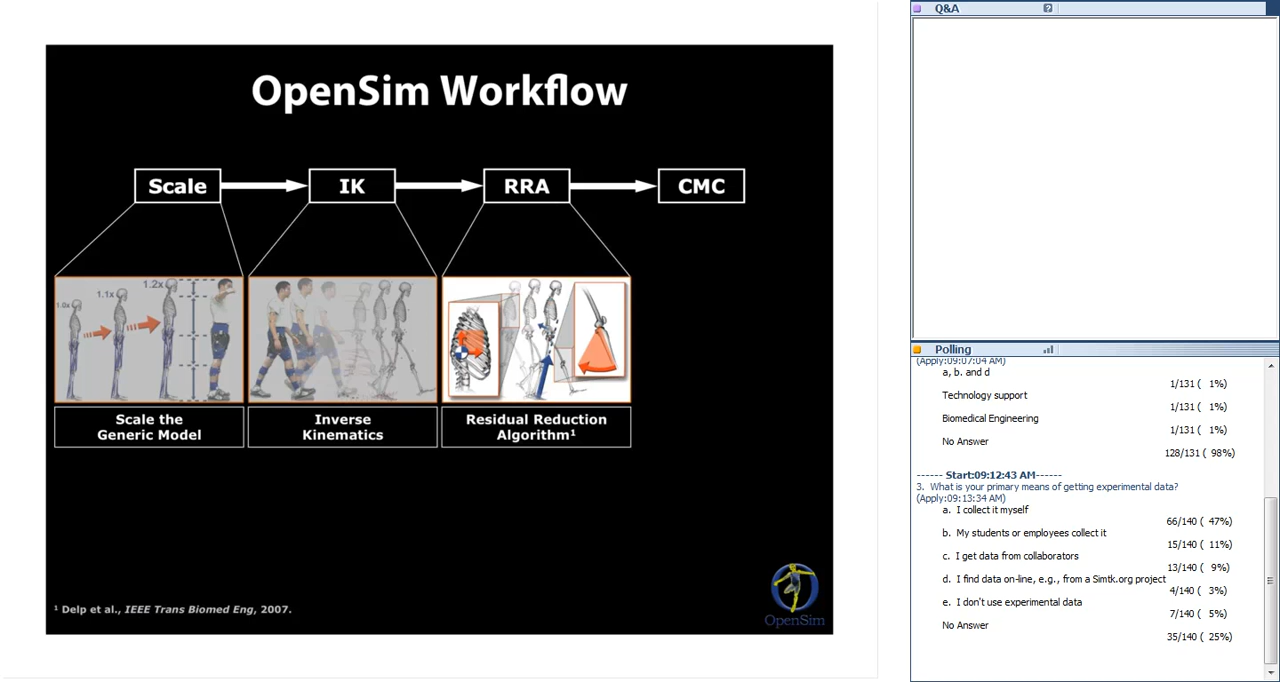 OpenSim Workflow
Scale
IK
RRA
CMC
1.0x
1.1x
1.2x
Scale the
Generic Model
Inverse
Kinematics
Residual Reduction
Algorithm¹
¹ Delp et al., IEEE Trans Biomed Eng, 2007.
OpenSim
Q&A
?
Polling
(Apply:09:07:04 AM)
a, b. and d
1/131 ( 1%)
Technology support
1/131 ( 1%)
Biomedical Engineering
1/131 ( 1%)
No Answer
128/131 ( 98%)
------ Start:09:12:43 AM------
3. What is your primary means of getting experimental data?
(Apply:09:13:34 AM)
a. I collect it myself
66/140 ( 47%)
b. My students or employees collect it
15/140 ( 11%)
c. I get data from collaborators
13/140 ( 9%)
d. I find data on-line, e.g., from a Simtk.org project
4/140 ( 3%)
e. I don't use experimental data
7/140 ( 5%)
No Answer
35/140 ( 25%)